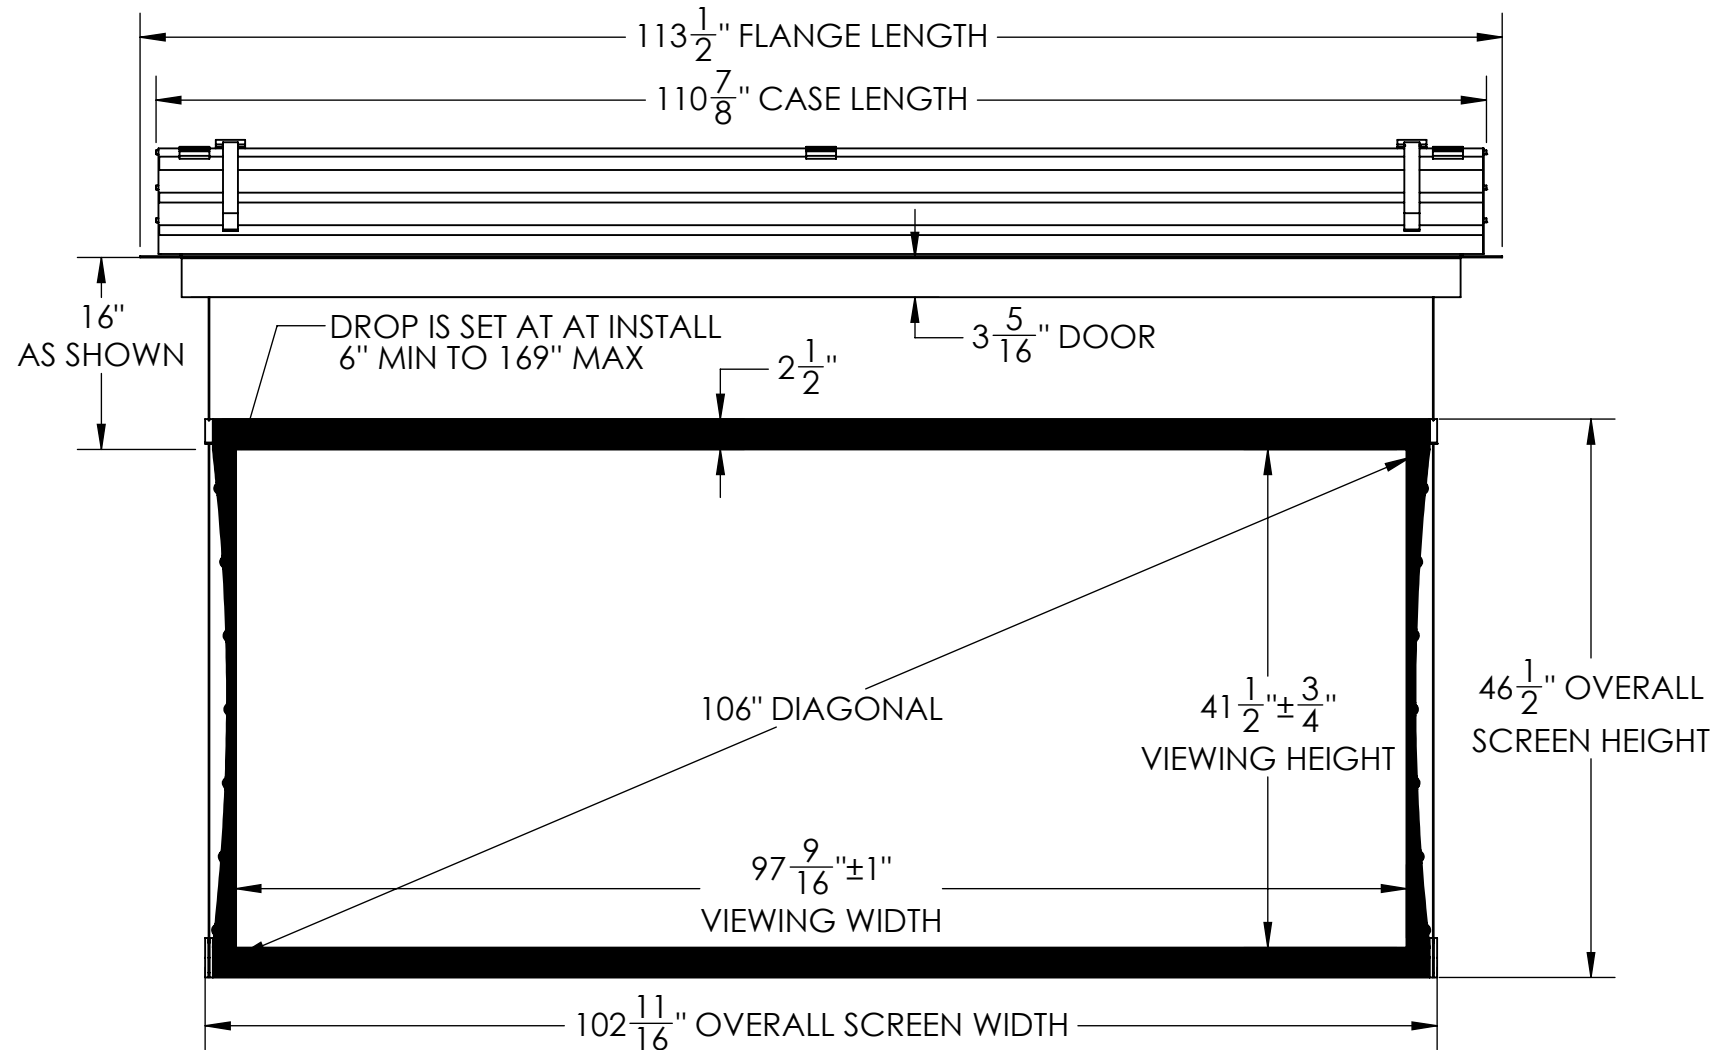 113 1/2" FLANGE LENGTH
110 7/8" CASE LENGTH
16"
AS SHOWN
DROP IS SET AT AT INSTALL
6" MIN TO 169" MAX
3 5/16" DOOR
2 1/2"
106" DIAGONAL
41 1/2"± 3/4"
VIEWING HEIGHT
46 1/2" OVERALL
SCREEN HEIGHT
97 9/16"±1"
VIEWING WIDTH
102 11/16" OVERALL SCREEN WIDTH